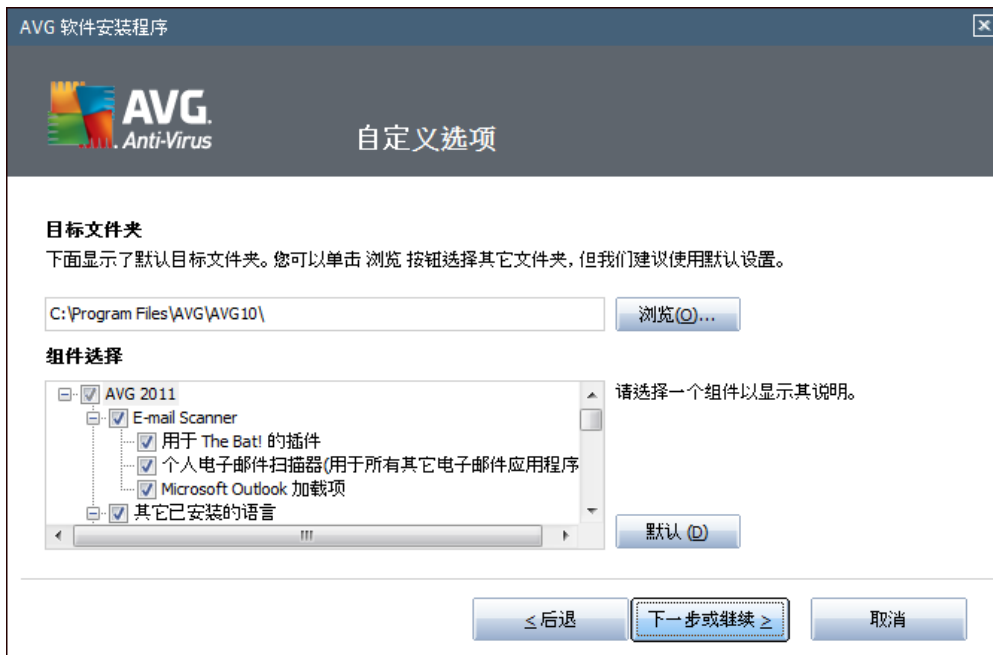 AVG 软件安装程序
AVG.
Anti-Virus
自定义选项
目标文件夹
下面显示了默认目标文件夹。您可以单击 浏览 按钮选择其它文件夹，但我们建议使用默认设置。
C:\Program Files\AVG\AVG10\
浏览(O)...
组件选择
AVG 2011
E-mail Scanner
用于 The Bat! 的插件
个人电子邮件扫描器(用于所有其它电子邮件应用程序
Microsoft Outlook 加载项
其它已安装的语言
请选择一个组件以显示其说明。
默认 (D)
<后退
下一步或继续 >
取消